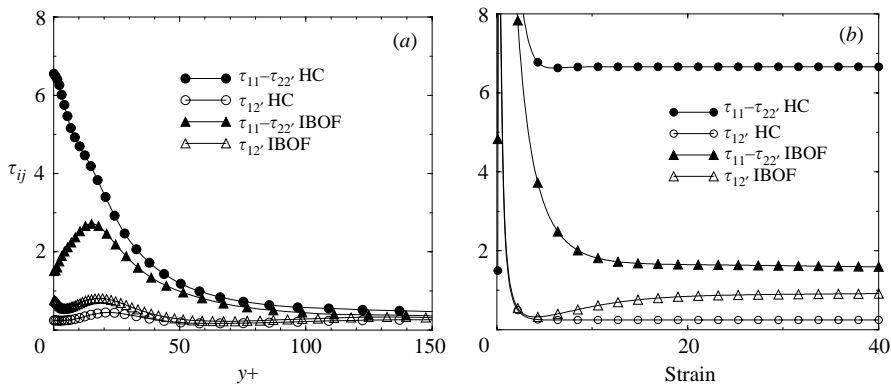 8
6
4
2
τij
0
50
100
150
y+
(a)
τ11–τ22, HC
τ12, HC
τ11–τ22, IBOF
τ12, IBOF
8
6
4
2
0
20
40
Strain
(b)
τ11–τ22, HC
τ12, HC
τ11–τ22, IBOF
τ12, IBOF